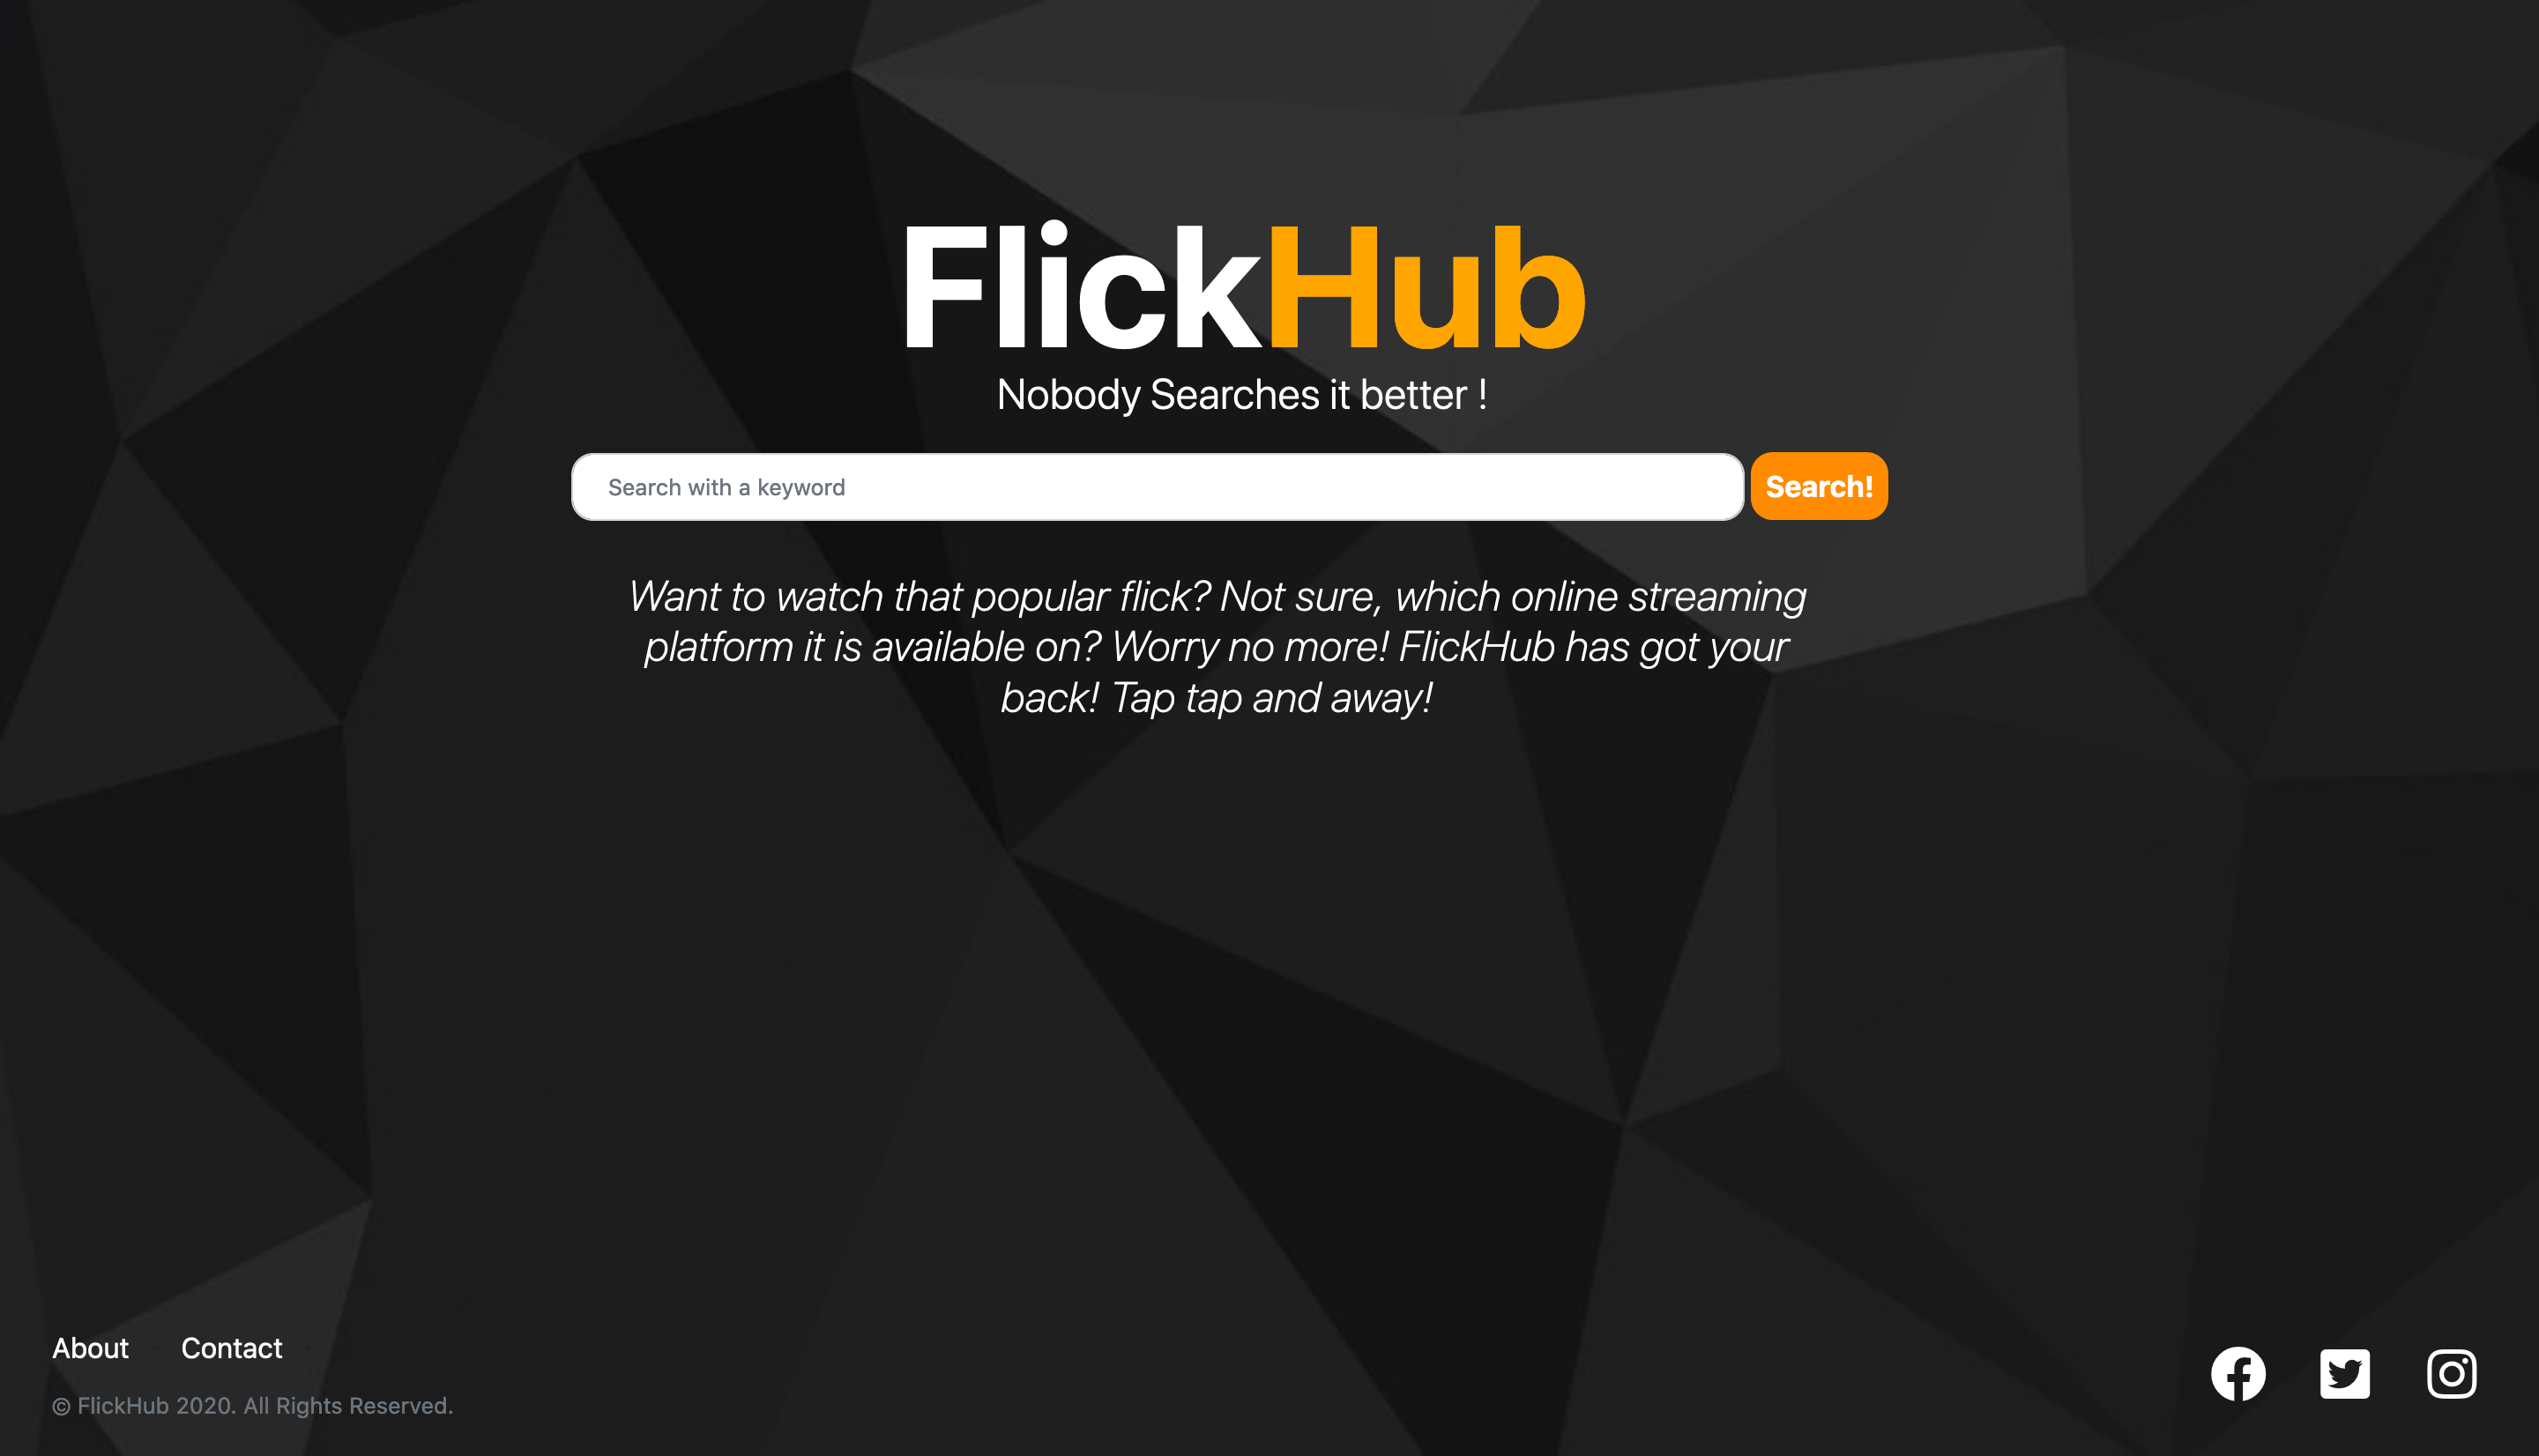 FlickHub
Nobody Searches it better !
Search with a keyword
Search!
Want to watch that popular flick? Not sure, which online streaming
platform it is available on? Worry no more! FlickHub has got your
back! Tap tap and away!
About Contact
© FlickHub 2020. All Rights Reserved.